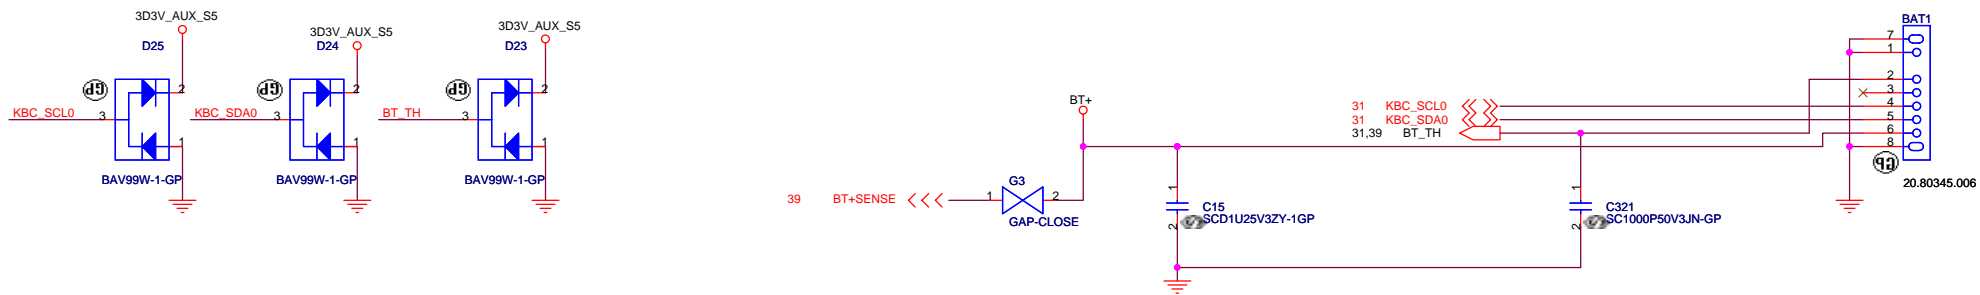 3D3V_AUX_S5
D25
GP
2
KBC_SCL0
3
1
BAV99W-1-GP
3D3V_AUX_S5
D24
GP
2
KBC_SDA0
3
1
BAV99W-1-GP
3D3V_AUX_S5
D23
GP
2
BT_TH
3
1
BAV99W-1-GP
39 BT+SENSE
1
G3
2
GAP-CLOSE
BT+
1
C15
SCD1U25V3ZY-1GP
2
31 KBC_SCL0
31 KBC_SDA0
31,39 BT_TH
1
C321
SC1000P50V3JN-GP
2
BAT1
7
1
2
3
4
5
6
8
GP
20.80345.006